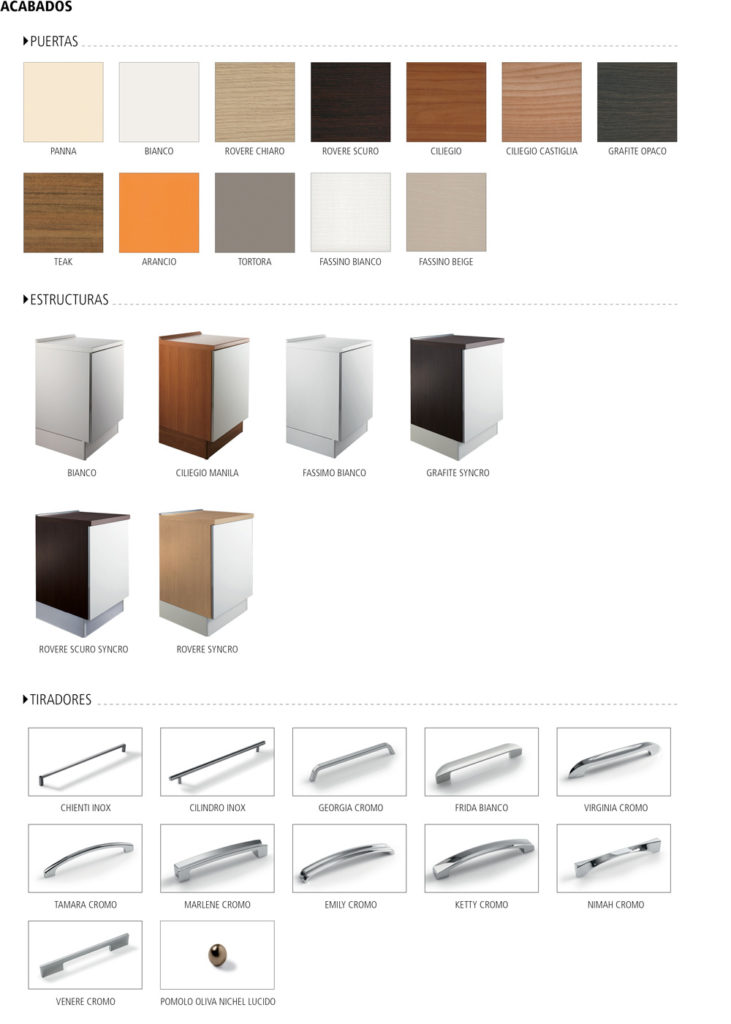 ACABADOS
PUERTAS
PANNA
BIANCO
ROVERE CHIARO
ROVERE SCURO
CILIEGIO
CILIEGIO CASTIGLIA
GRAFITE OPACO
TEAK
ARANCIO
TORTORA
FASSINO BIANCO
FASSINO BEIGE
ESTRUCTURAS
BIANCO
CILIEGIO MANILA
FASSIMO BIANCO
GRAFITE SYNCRO
ROVERE SCURO SYNCRO
ROVERE SYNCRO
TIRADORES
CHIENTI INOX
CILINDRO INOX
GEORGIA CROMO
FRIDA BIANCO
VIRGINIA CROMO
TAMARA CROMO
MARLENE CROMO
EMILY CROMO
KETTY CROMO
NIMAH CROMO
VENERE CROMO
POMOLO OLIVA NICHEL LUCIDO